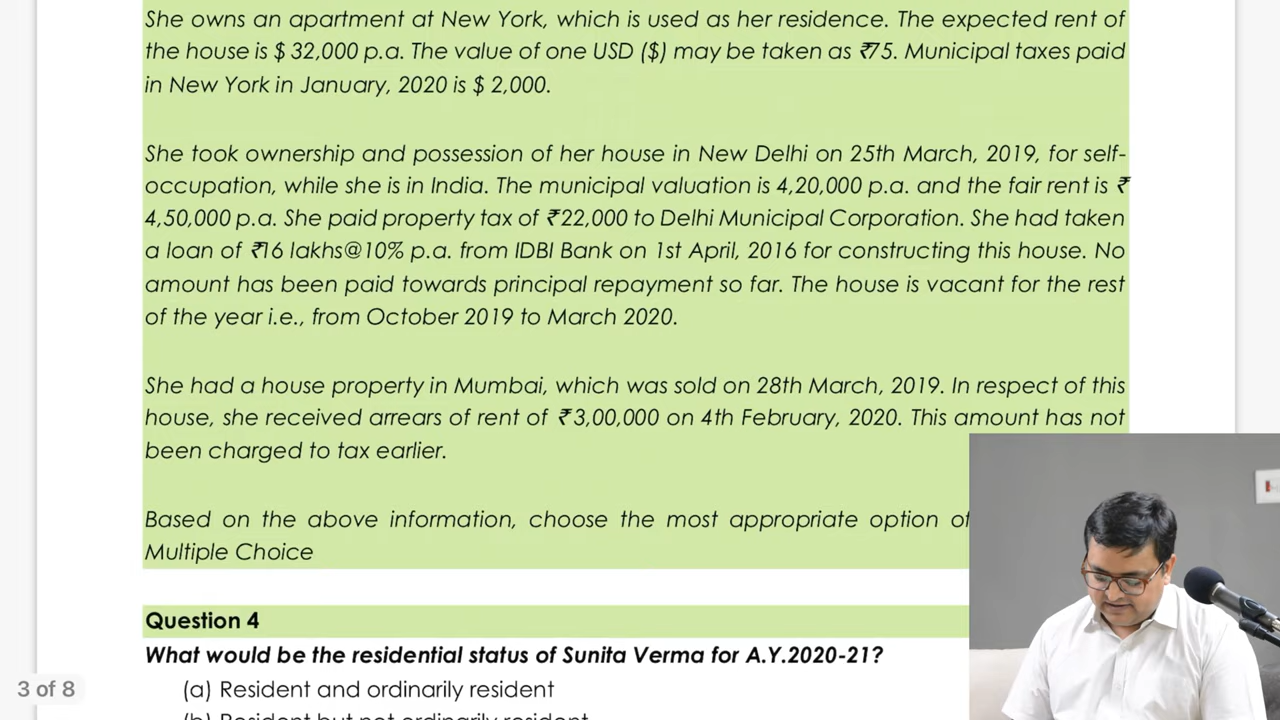 She owns an apartment at New York, which is used as her residence. The expected rent of
the house is $ 32,000 p.a. The value of one USD ($) may be taken as ₹75. Municipal taxes paid
in New York in January, 2020 is $ 2,000.
She took ownership and possession of her house in New Delhi on 25th March, 2019, for self-
occupation, while she is in India. The municipal valuation is 4,20,000 p.a. and the fair rent is ₹
4,50,000 p.a. She paid property tax of ₹22,000 to Delhi Municipal Corporation. She had taken
a loan of ₹16 lakhs@10% p.a. from IDBI Bank on 1st April, 2016 for constructing this house. No
amount has been paid towards principal repayment so far. The house is vacant for the rest
of the year i.e., from October 2019 to March 2020.
She had a house property in Mumbai, which was sold on 28th March, 2019. In respect of this
house, she received arrears of rent of ₹3,00,000 on 4th February, 2020. This amount has not
been charged to tax earlier.
Based on the above information, choose the most appropriate option of
Multiple Choice
Question 4
What would be the residential status of Sunita Verma for A.Y.2020-21?
(a) Resident and ordinarily resident
(b) Resident but not ordinarily resident
3 of 8